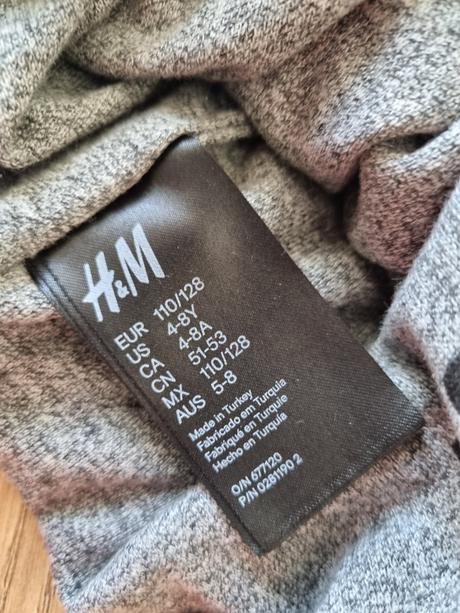 H&M
EUR 110/128
US 4-8Y
CA 4-8A
CN 51-53
MX 110/128
AUS 5-8
Made in Turkey
Fabricado em Turquia
Fabriqué en Turquie
Hecho en Turquia
O/N 677120
P/N 0281190 2